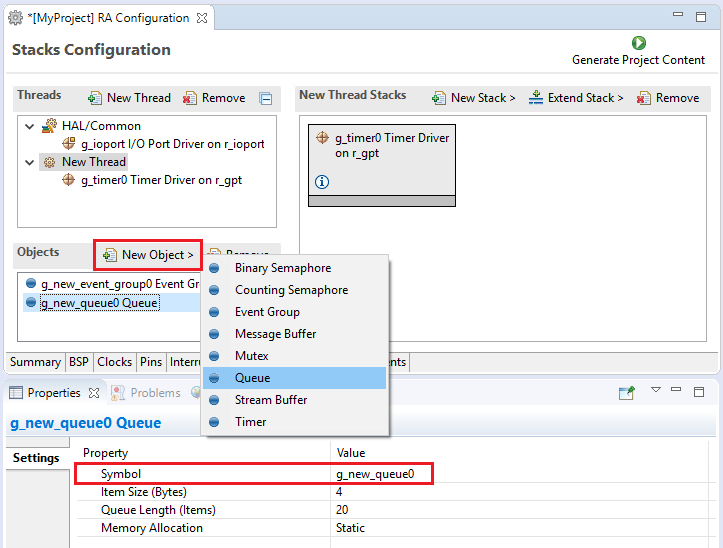 *[MyProject] RA Configuration
Stacks Configuration
Generate Project Content
Threads
New Thread
Remove
HAL/Common
g_ioport I/O Port Driver on r_ioport
New Thread
g_timer0 Timer Driver on r_gpt
New Thread Stacks
New Stack >
Extend Stack >
Remove
g_timer0 Timer Driver
on r_gpt
Objects
New Object >
g_new_event_group0 Event Gr
g_new_queue0 Queue
Binary Semaphore
Counting Semaphore
Event Group
Message Buffer
Mutex
Queue
Stream Buffer
Timer
Summary BSP Clocks Pins Interru
Properties
Problems
g_new_queue0 Queue
Settings
Property Value
Symbol g_new_queue0
Item Size (Bytes) 4
Queue Length (Items) 20
Memory Allocation Static